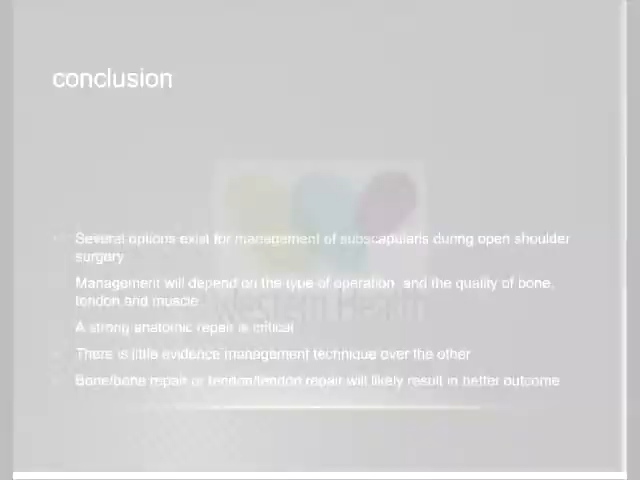 conclusion
Several options exist for management of subscapularis during open shoulder
surgery
Management will depend on the type of operation, and the quality of bone,
tendon and muscle
A strong anatomic repair is critical
There is little evidence management technique over the other
Bone/bone repair or tendon/tendon repair will likely result in better outcome
Western Health